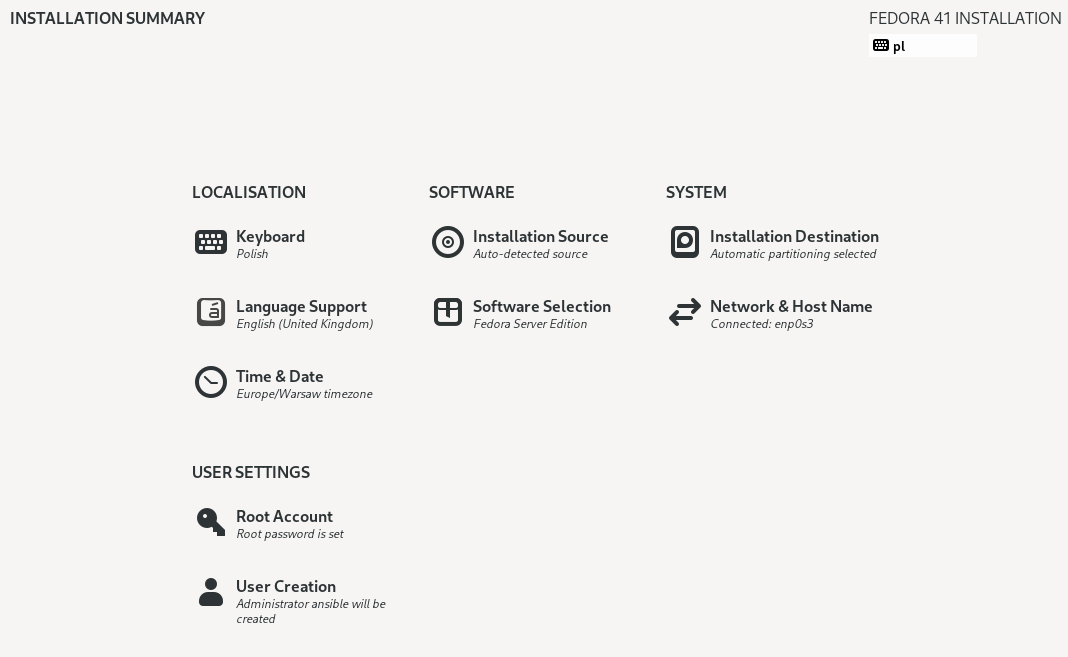 INSTALLATION SUMMARY
FEDORA 41 INSTALLATION
pl
LOCALISATION
Keyboard
Polish
Language Support
English (United Kingdom)
Time & Date
Europe/Warsaw timezone
SOFTWARE
Installation Source
Auto-detected source
Software Selection
Fedora Server Edition
SYSTEM
Installation Destination
Automatic partitioning selected
Network & Host Name
Connected: enp0s3
USER SETTINGS
Root Account
Root password is set
User Creation
Administrator ansible will be
created